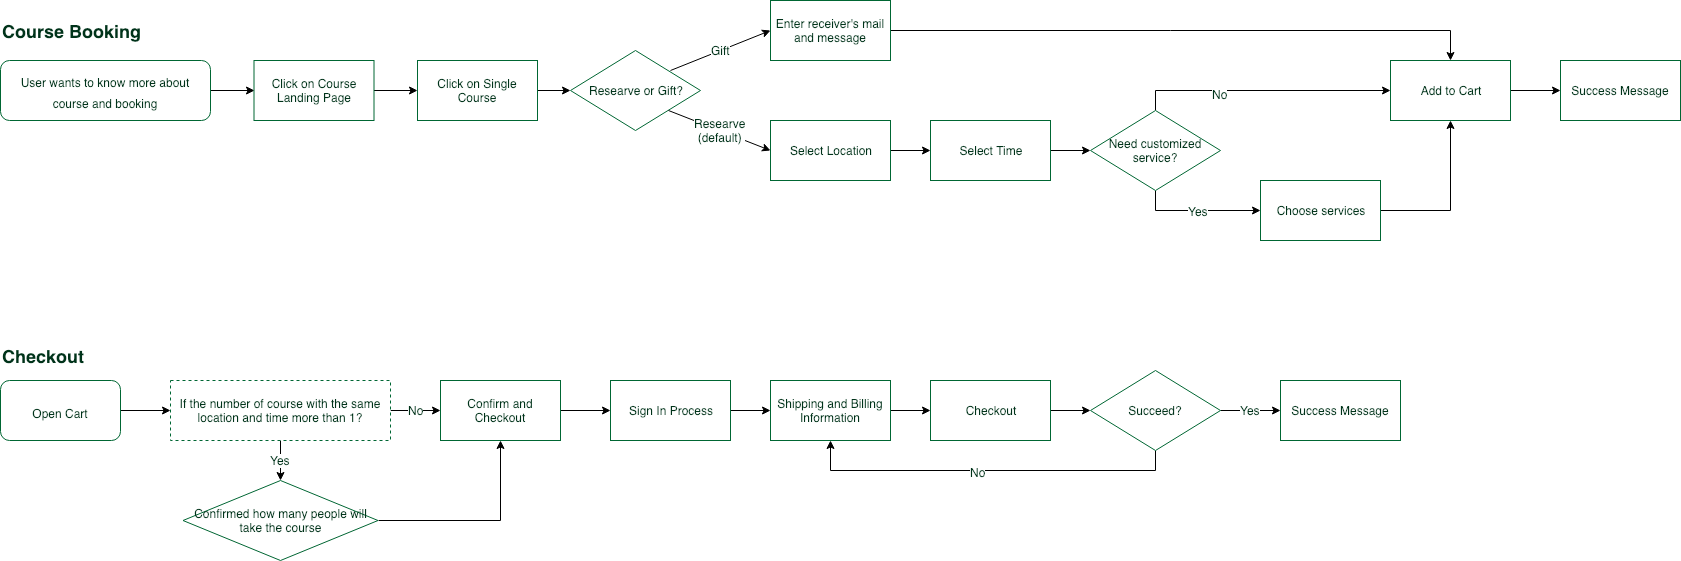 Course Booking
User wants to know more about
course and booking
Click on Course
Landing Page
Click on Single
Course
Researve or Gift?
Gift
Enter receiver's mail
and message
Researve
(default)
Select Location
Select Time
Need customized
service?
No
Yes
Choose services
Add to Cart
Success Message
Checkout
Open Cart
If the number of course with the same
location and time more than 1?
No
Yes
Confirmed how many people will
take the course
Confirm and
Checkout
Sign In Process
Shipping and Billing
Information
Checkout
Succeed?
Yes
No
Success Message